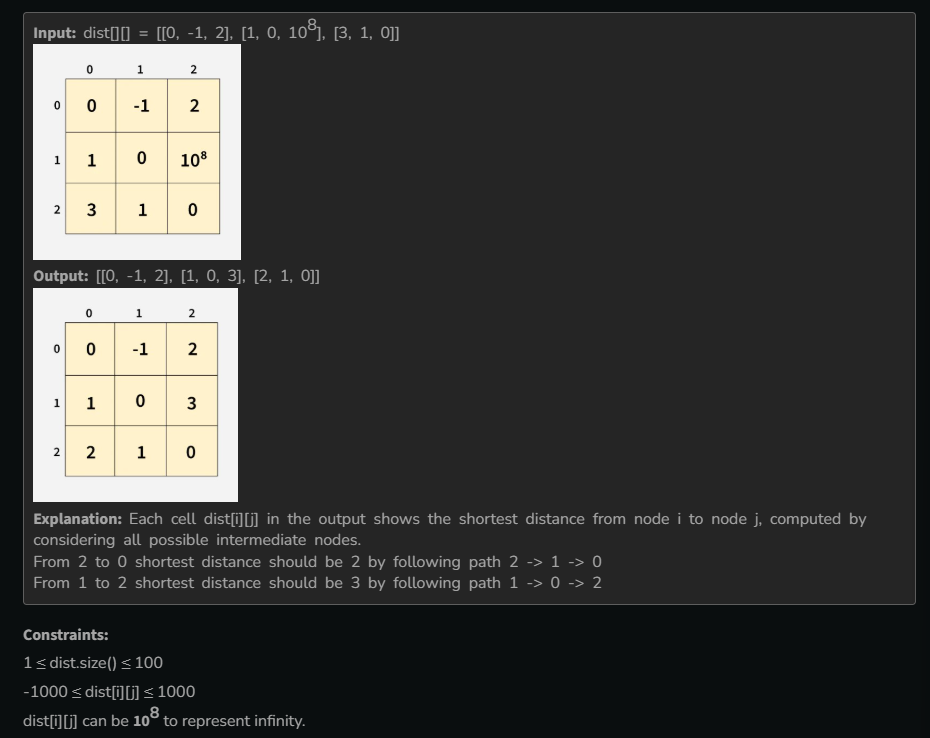 Input: dist[][] = [[0, -1, 2], [1, 0, 10⁸], [3, 1, 0]]
0 1 2
0 0 -1 2
1 1 0 10⁸
2 3 1 0
Output: [[0, -1, 2], [1, 0, 3], [2, 1, 0]]
0 1 2
0 0 -1 2
1 1 0 3
2 2 1 0
Explanation: Each cell dist[i][j] in the output shows the shortest distance from node i to node j, computed by
considering all possible intermediate nodes.
From 2 to 0 shortest distance should be 2 by following path 2 -> 1 -> 0
From 1 to 2 shortest distance should be 3 by following path 1 -> 0 -> 2
Constraints:
1 ≤ dist.size() ≤ 100
-1000 ≤ dist[i][j] ≤ 1000
dist[i][j] can be 10⁸ to represent infinity.